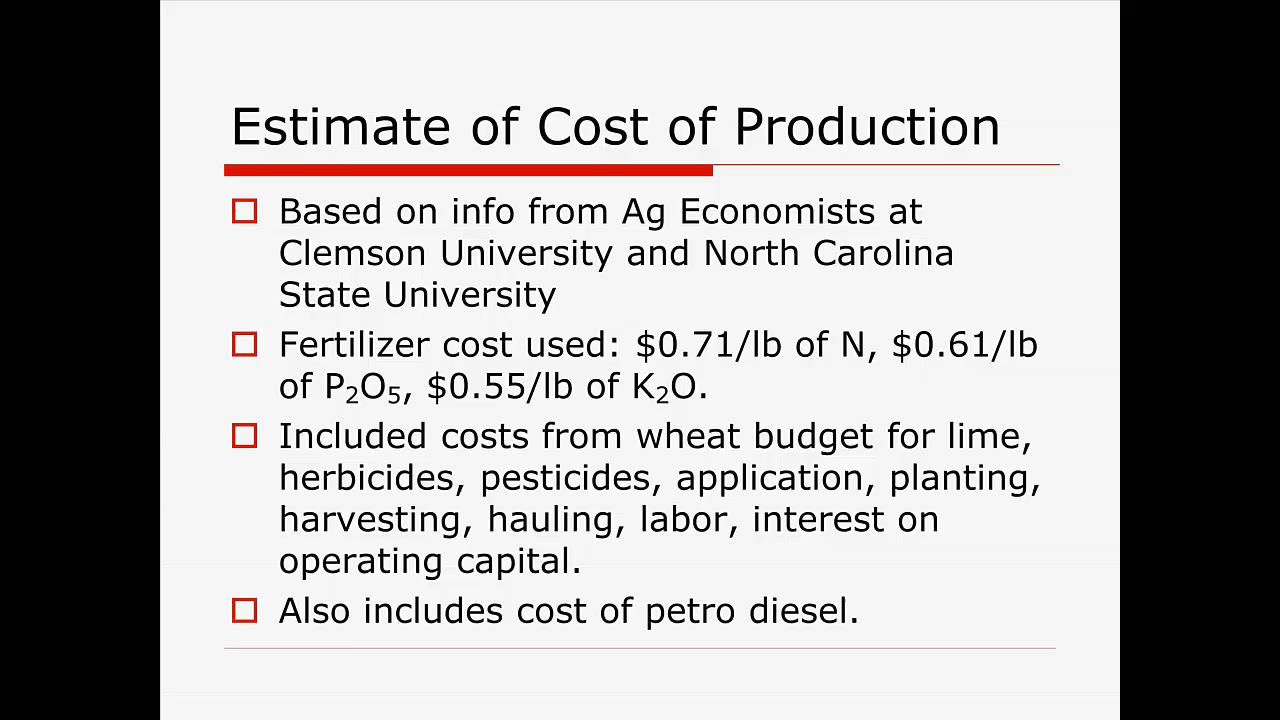 Estimate of Cost of Production
Based on info from Ag Economists at
Clemson University and North Carolina
State University
Fertilizer cost used: $0.71/lb of N, $0.61/lb
of P₂O₅, $0.55/lb of K₂O.
Included costs from wheat budget for lime,
herbicides, pesticides, application, planting,
harvesting, hauling, labor, interest on
operating capital.
Also includes cost of petro diesel.